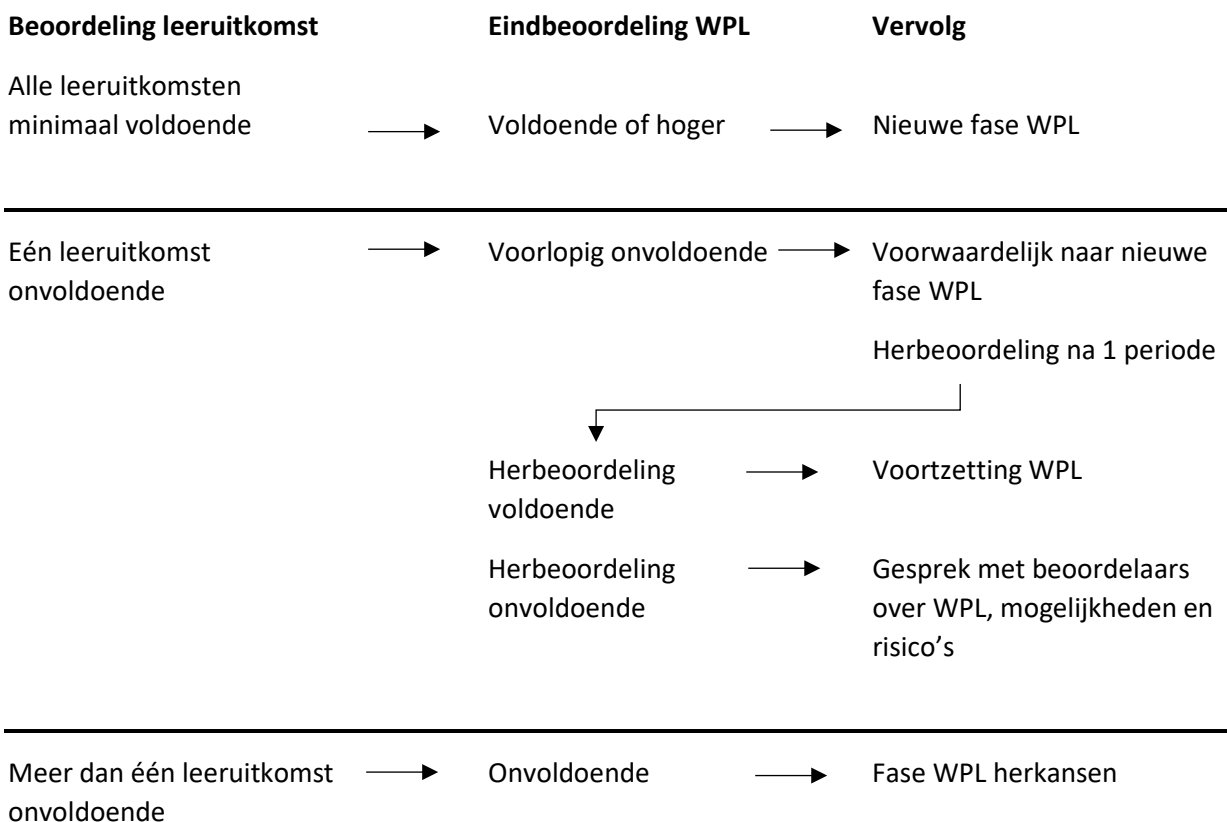 Beoordeling leeruitkomst Eindbeoordeling WPL Vervolg
Alle leeruitkomsten
minimaal voldoende Voldoende of hoger Nieuwe fase WPL
Eén leeruitkomst Voorlopig onvoldoende Voorwaardelijk naar nieuwe
onvoldoende fase WPL
Herbeoordeling na 1 periode
Herbeoordeling Voortzetting WPL
voldoende
Herbeoordeling Gesprek met beoordelaars
onvoldoende over WPL, mogelijkheden en
risico’s
Meer dan één leeruitkomst Onvoldoende Fase WPL herkansen
onvoldoende